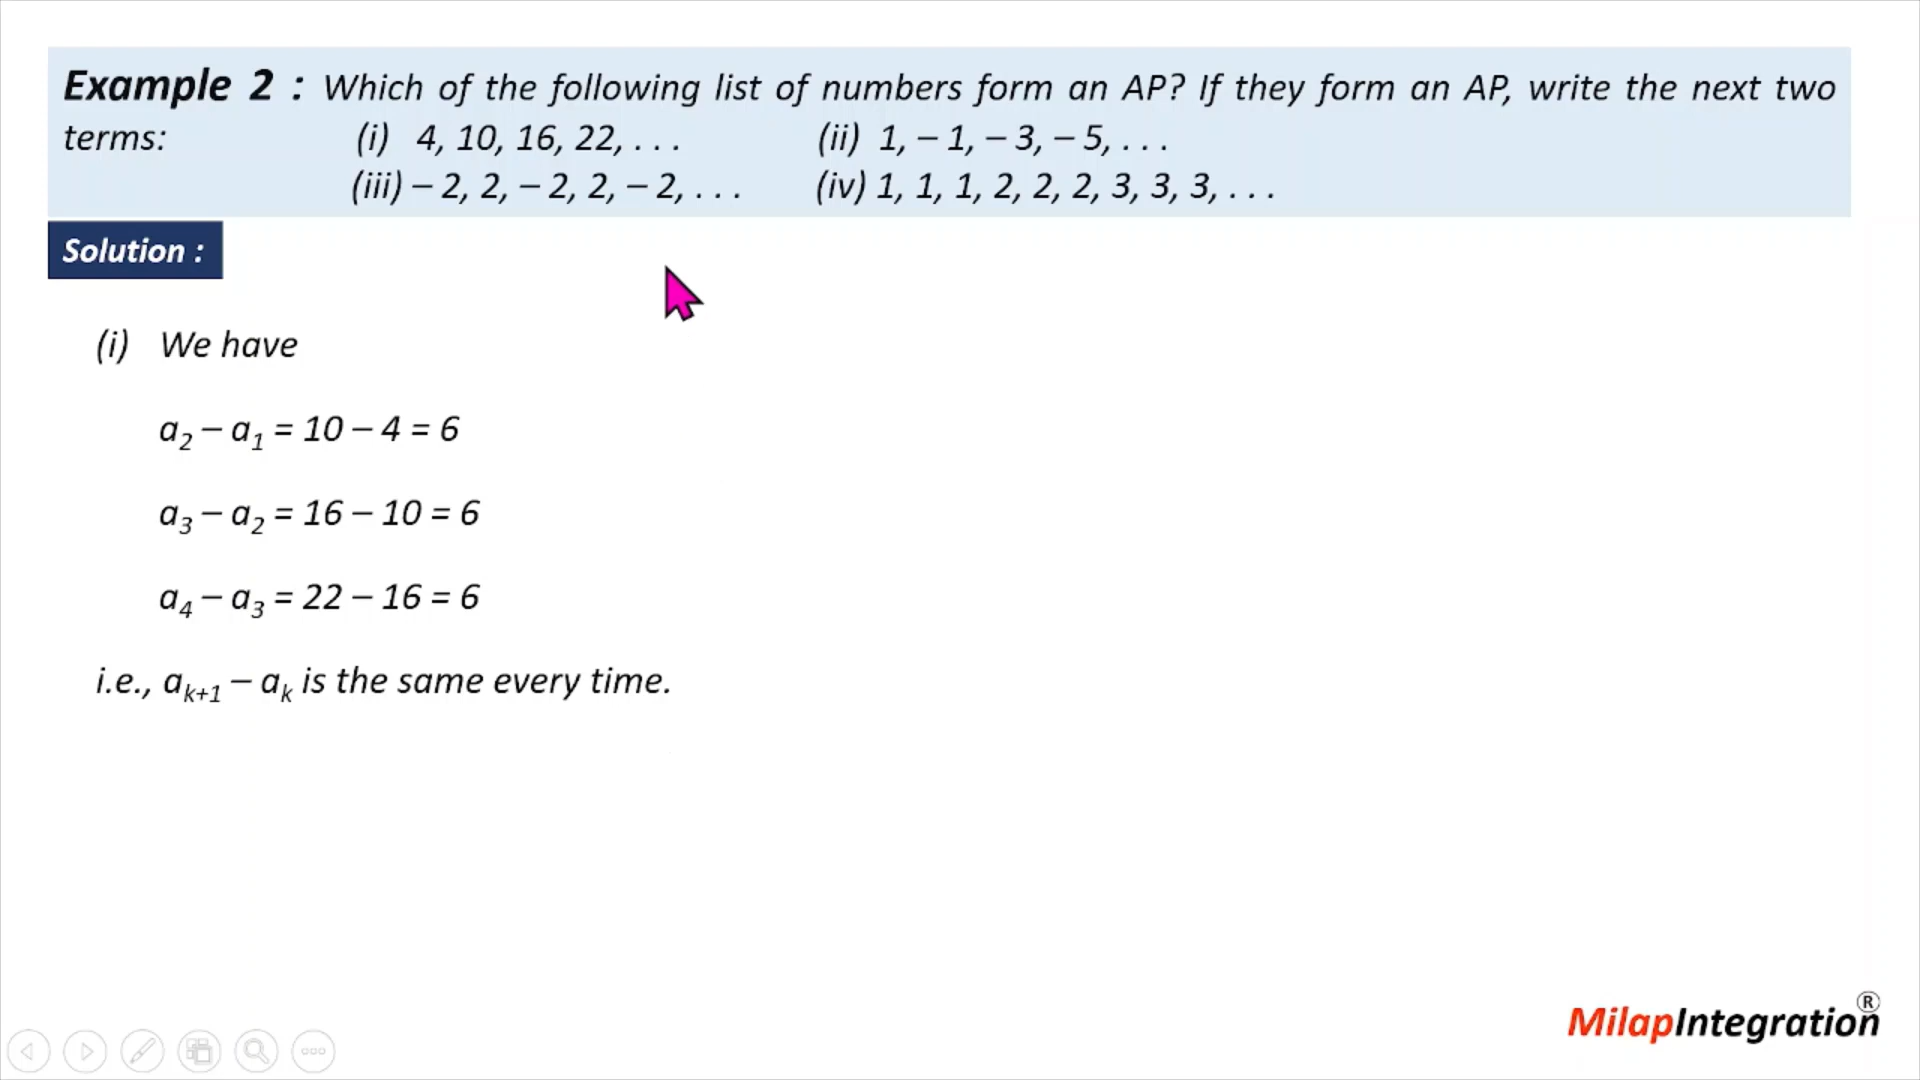 Example 2 : Which of the following list of numbers form an AP? If they form an AP, write the next two
terms: (i) 4, 10, 16, 22, . . . (ii) 1, – 1, – 3, – 5, . . .
(iii) – 2, 2, – 2, 2, – 2, . . . (iv) 1, 1, 1, 2, 2, 2, 3, 3, 3, . . .
Solution :
(i) We have
a₂ – a₁ = 10 – 4 = 6
a₃ – a₂ = 16 – 10 = 6
a₄ – a₃ = 22 – 16 = 6
i.e., aₖ₊₁ – aₖ is the same every time.
MilapIntegration®